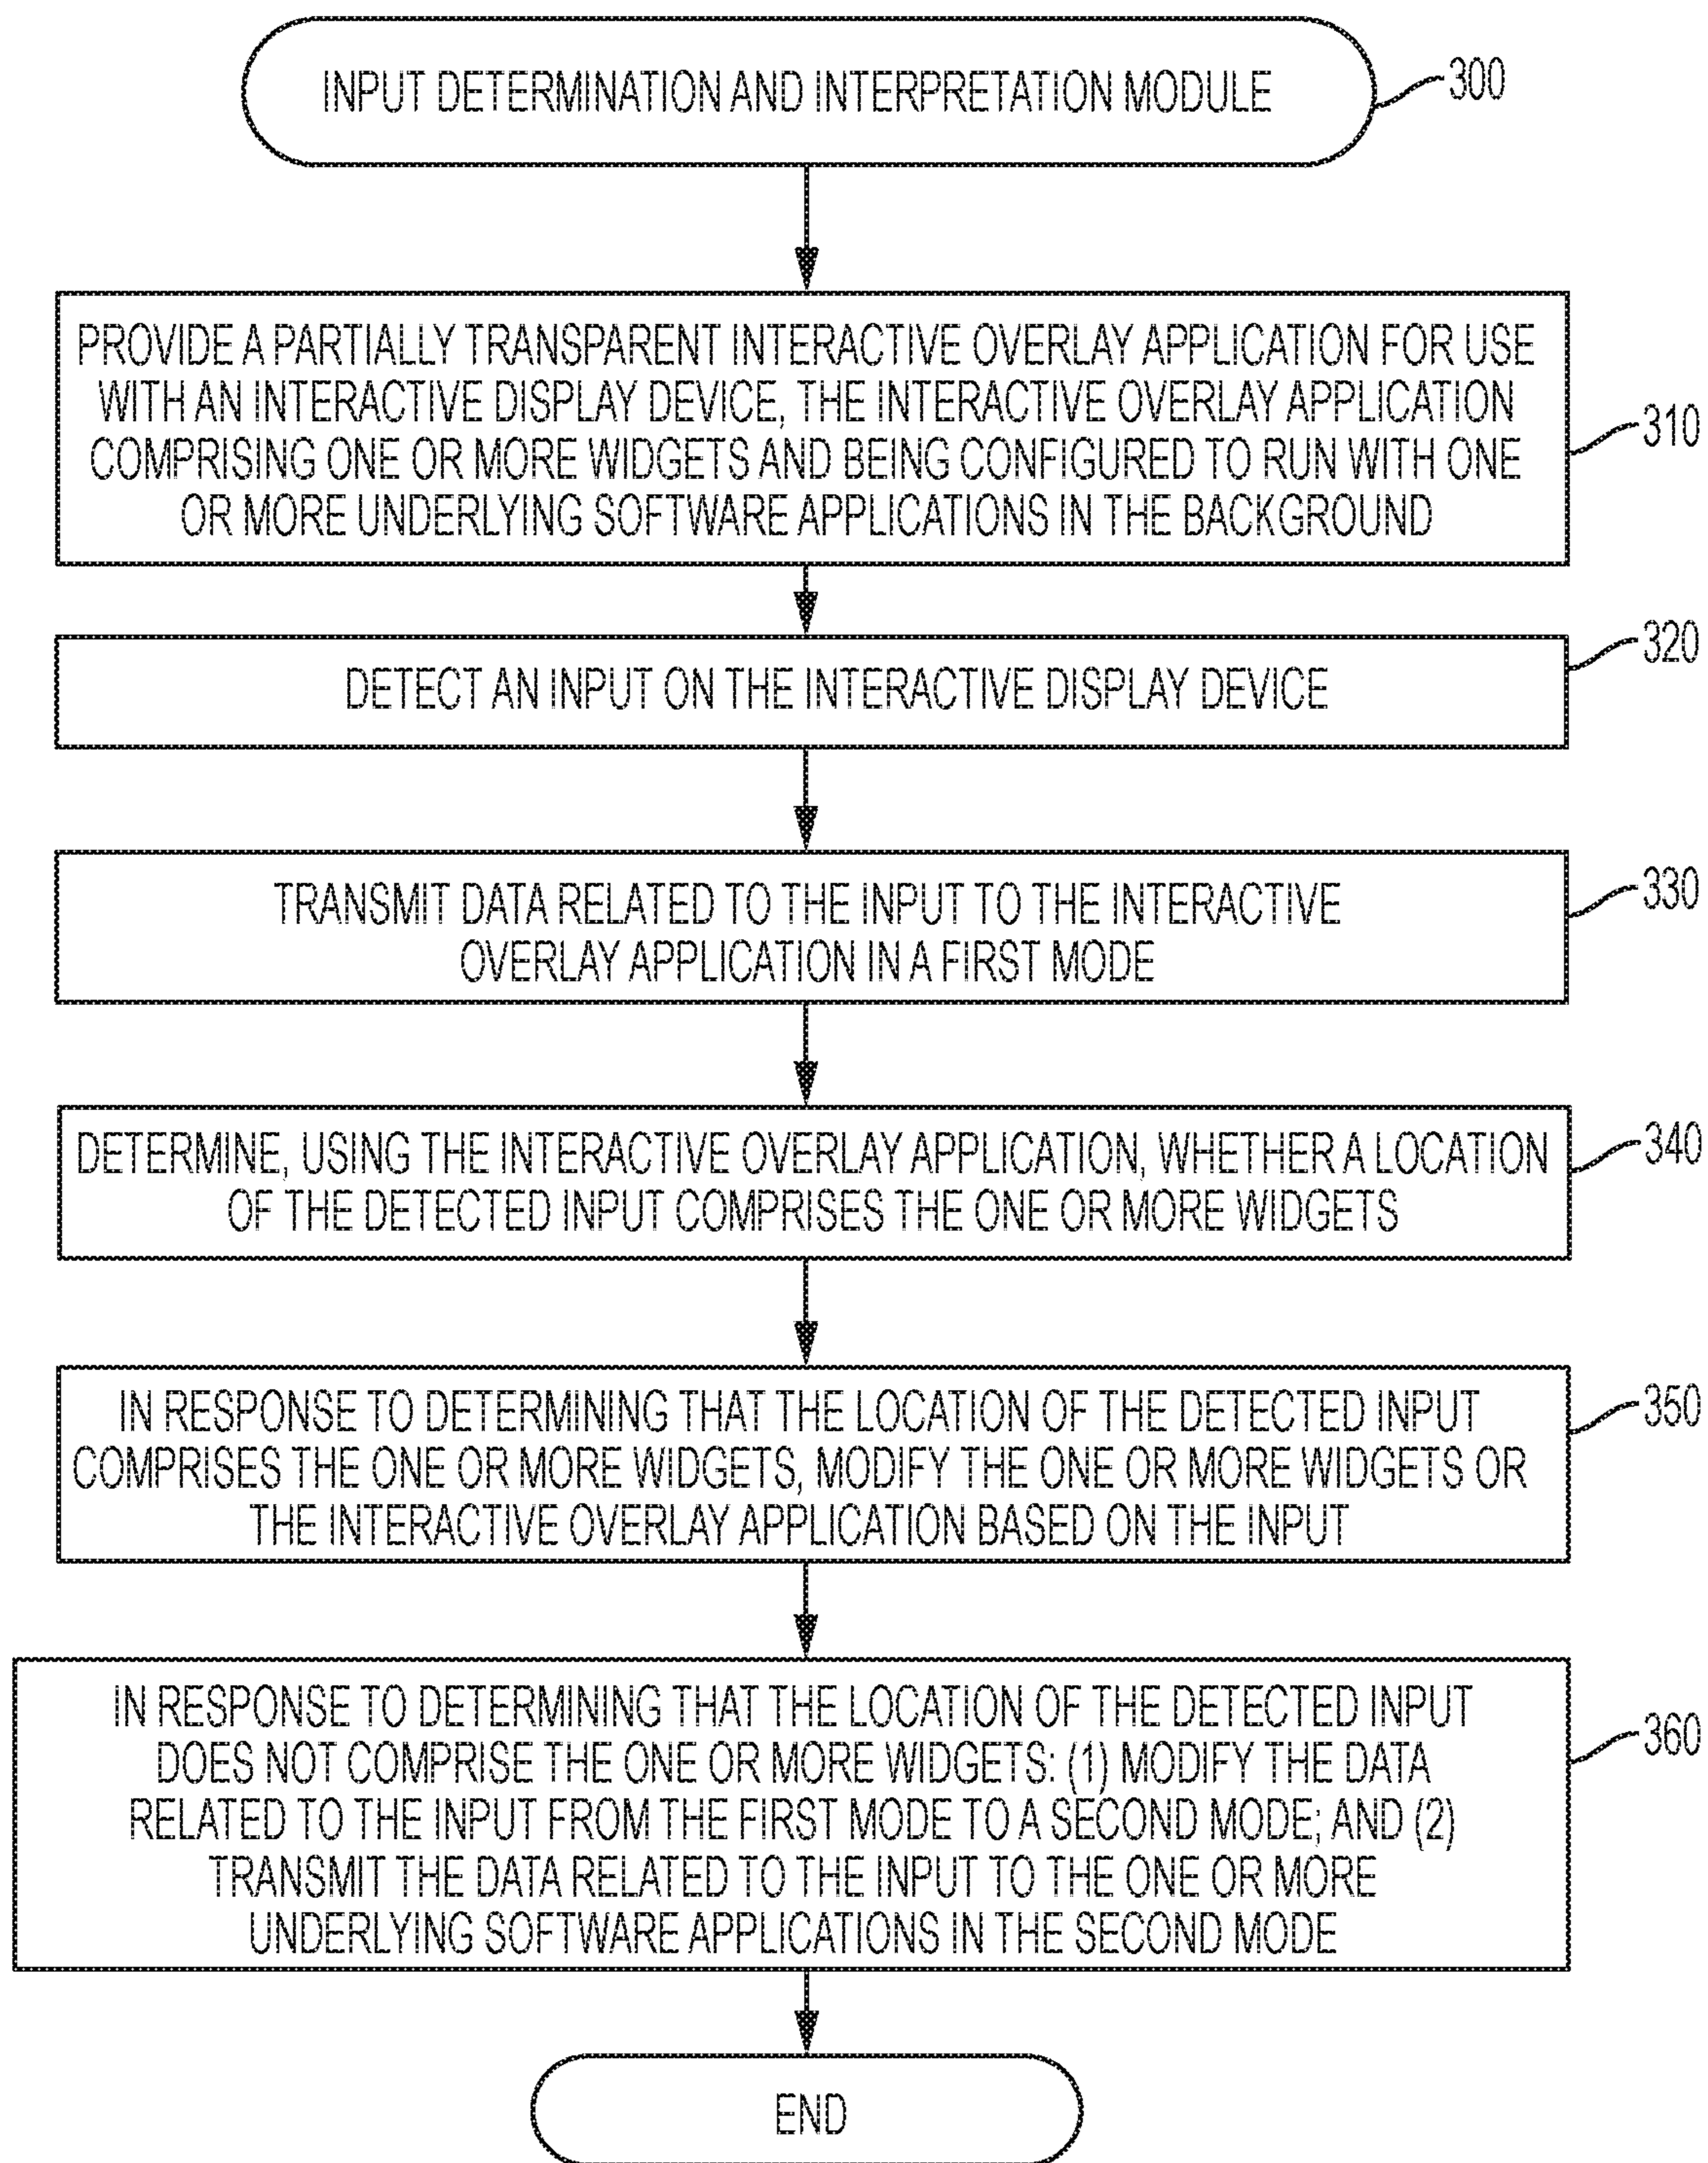 INPUT DETERMINATION AND INTERPRETATION MODULE
300
PROVIDE A PARTIALLY TRANSPARENT INTERACTIVE OVERLAY APPLICATION FOR USE
WITH AN INTERACTIVE DISPLAY DEVICE, THE INTERACTIVE OVERLAY APPLICATION
COMPRISING ONE OR MORE WIDGETS AND BEING CONFIGURED TO RUN WITH ONE
OR MORE UNDERLYING SOFTWARE APPLICATIONS IN THE BACKGROUND
310
DETECT AN INPUT ON THE INTERACTIVE DISPLAY DEVICE
320
TRANSMIT DATA RELATED TO THE INPUT TO THE INTERACTIVE
OVERLAY APPLICATION IN A FIRST MODE
330
DETERMINE, USING THE INTERACTIVE OVERLAY APPLICATION, WHETHER A LOCATION
OF THE DETECTED INPUT COMPRISES THE ONE OR MORE WIDGETS
340
IN RESPONSE TO DETERMINING THAT THE LOCATION OF THE DETECTED INPUT
COMPRISES THE ONE OR MORE WIDGETS, MODIFY THE ONE OR MORE WIDGETS OR
THE INTERACTIVE OVERLAY APPLICATION BASED ON THE INPUT
350
IN RESPONSE TO DETERMINING THAT THE LOCATION OF THE DETECTED INPUT
DOES NOT COMPRISE THE ONE OR MORE WIDGETS: (1) MODIFY THE DATA
RELATED TO THE INPUT FROM THE FIRST MODE TO A SECOND MODE; AND (2)
TRANSMIT THE DATA RELATED TO THE INPUT TO THE ONE OR MORE
UNDERLYING SOFTWARE APPLICATIONS IN THE SECOND MODE
360
END